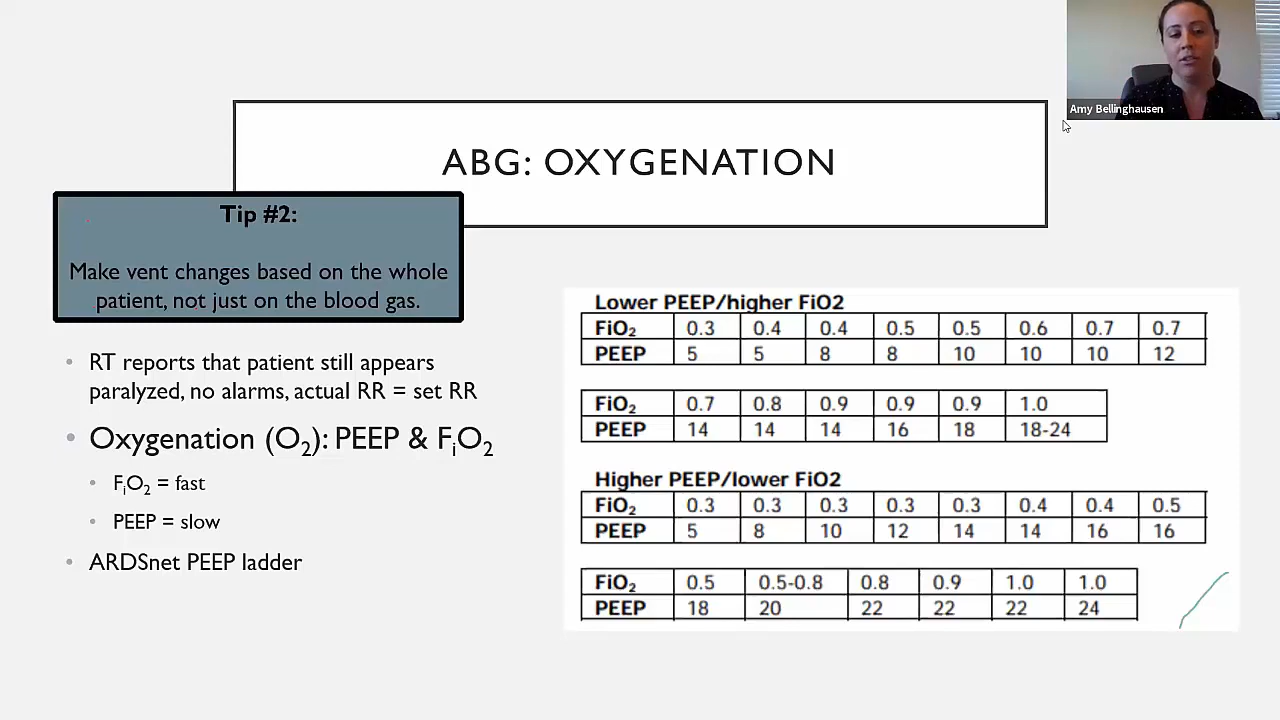 Amy Bellinghausen
ABG: OXYGENATION
Tip #2:
Make vent changes based on the whole
patient, not just on the blood gas.
• RT reports that patient still appears
paralyzed, no alarms, actual RR = set RR
• Oxygenation (O₂): PEEP & FᵢO₂
• FᵢO₂ = fast
• PEEP = slow
• ARDSnet PEEP ladder
Lower PEEP/higher FiO2
FiO₂ 0.3 0.4 0.4 0.5 0.5 0.6 0.7 0.7
PEEP 5 5 8 8 10 10 10 12
FiO₂ 0.7 0.8 0.9 0.9 0.9 1.0
PEEP 14 14 14 16 18 18-24
Higher PEEP/lower FiO2
FiO₂ 0.3 0.3 0.3 0.3 0.3 0.4 0.4 0.5
PEEP 5 8 10 12 14 14 16 16
FiO₂ 0.5 0.5-0.8 0.8 0.9 1.0 1.0
PEEP 18 20 22 22 22 24